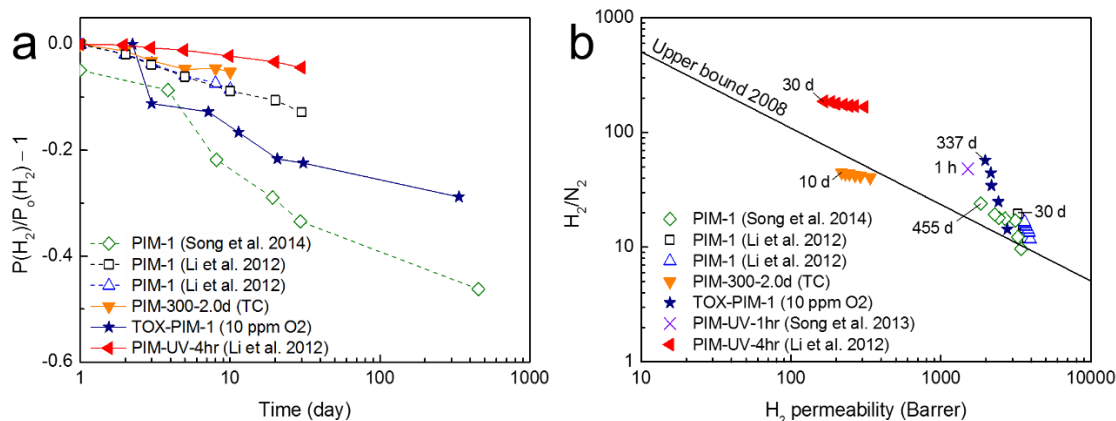 a
P(H2)/Po(H2) – 1
0.0
-0.2
-0.4
-0.6
PIM-1 (Song et al. 2014)
PIM-1 (Li et al. 2012)
PIM-1 (Li et al. 2012)
PIM-300-2.0d (TC)
TOX-PIM-1 (10 ppm O2)
PIM-UV-4hr (Li et al. 2012)
1 10 100 1000
Time (day)
b
H2/N2
1000
100
10
1
Upper bound 2008
30 d
10 d
337 d
1 h
455 d
30 d
PIM-1 (Song et al. 2014)
PIM-1 (Li et al. 2012)
PIM-1 (Li et al. 2012)
PIM-300-2.0d (TC)
TOX-PIM-1 (10 ppm O2)
PIM-UV-1hr (Song et al. 2013)
PIM-UV-4hr (Li et al. 2012)
10 100 1000 10000
H2 permeability (Barrer)